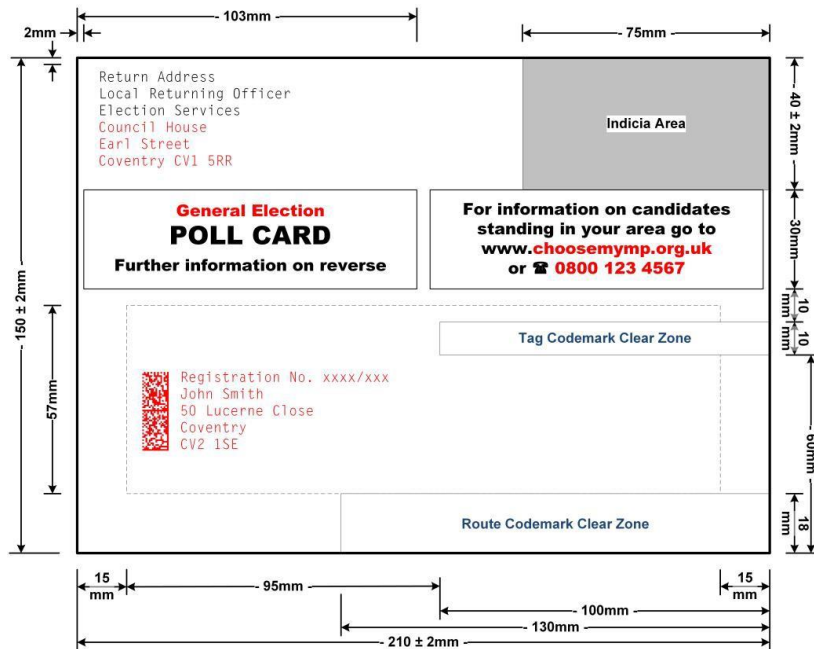 - 103mm -
2mm
- 75mm -
Return Address
Local Returning Officer
Election Services
Council House
Earl Street
Coventry CV1 5RR
Indicia Area
- 40 ± 2mm -
General Election
POLL CARD
Further information on reverse
For information on candidates
standing in your area go to
www.choosemymp.org.uk
or ☎ 0800 123 4567
30mm
- 150 ± 2mm -
10
mm
10
mm
Tag Codemark Clear Zone
57mm
Registration No. xxxx/xxx
John Smith
50 Lucerne Close
Coventry
CV2 1SE
- 60mm -
Route Codemark Clear Zone
18
mm
15
mm
- 95mm -
15
mm
- 100mm -
- 130mm -
- 210 ± 2mm -